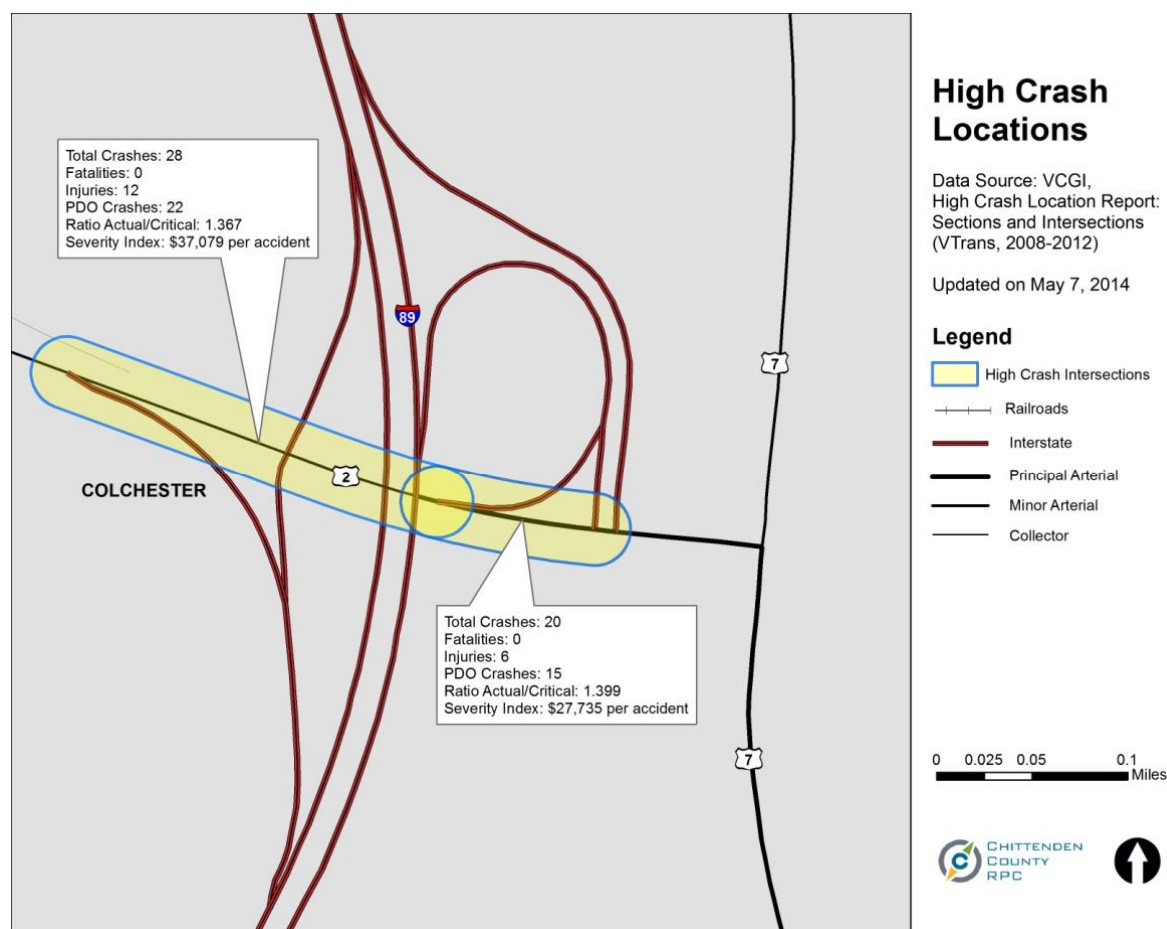 Total Crashes: 28
Fatalities: 0
Injuries: 12
PDO Crashes: 22
Ratio Actual/Critical: 1.367
Severity Index: $37,079 per accident
89
7
2
COLCHESTER
Total Crashes: 20
Fatalities: 0
Injuries: 6
PDO Crashes: 15
Ratio Actual/Critical: 1.399
Severity Index: $27,735 per accident
7
High Crash
Locations
Data Source: VCGI,
High Crash Location Report:
Sections and Intersections
(VTrans, 2008-2012)
Updated on May 7, 2014
Legend
High Crash Intersections
Railroads
Interstate
Principal Arterial
Minor Arterial
Collector
0 0.025 0.05 0.1
Miles
C
CHITTENDEN
COUNTY
RPC